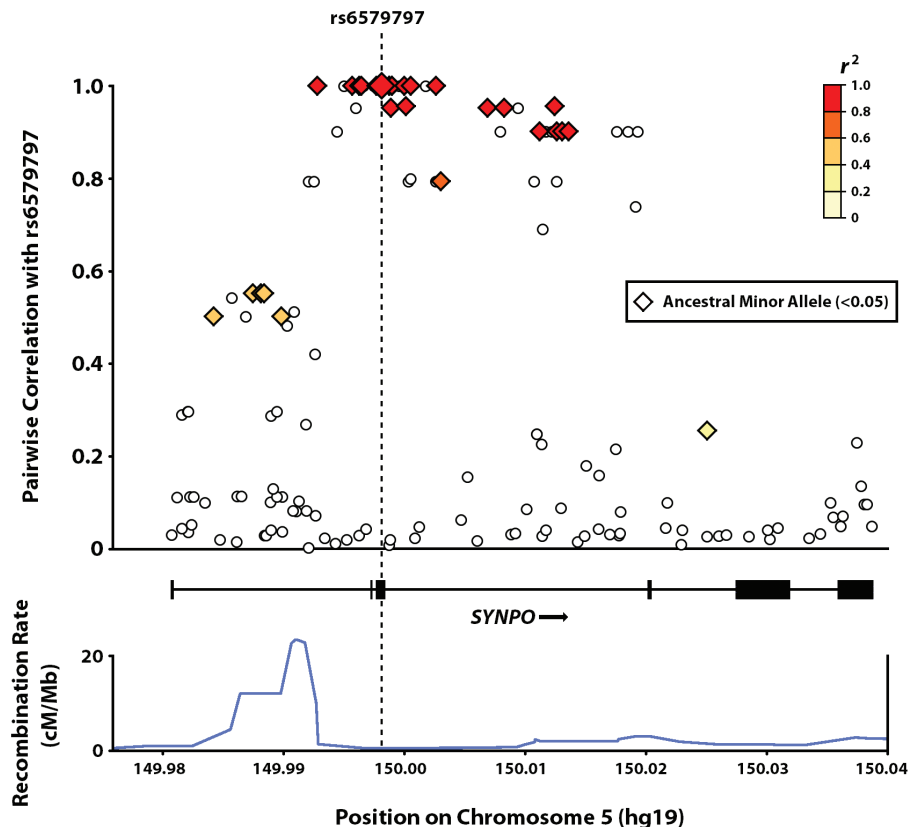 rs6579797
Pairwise Correlation with rs6579797
1.0
0.8
0.6
0.4
0.2
0
r²
1.0
0.8
0.6
0.4
0.2
0
Ancestral Minor Allele (<0.05)
SYNPO
Recombination Rate
(cM/Mb)
20
10
0
149.98 149.99 150.00 150.01 150.02 150.03 150.04
Position on Chromosome 5 (hg19)